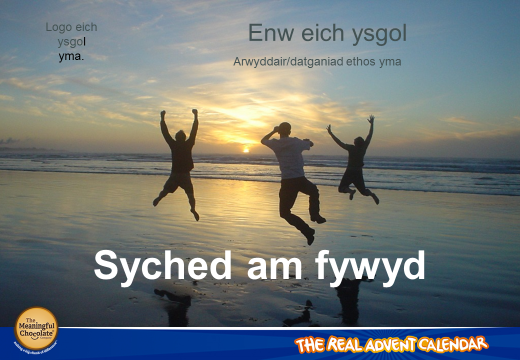 Logo eich
ysgol
yma.
Enw eich ysgol
Arwyddair/datganiad ethos yma
Syched am fywyd
The
Meaningful
Chocolate
THE REAL ADVENT CALENDAR